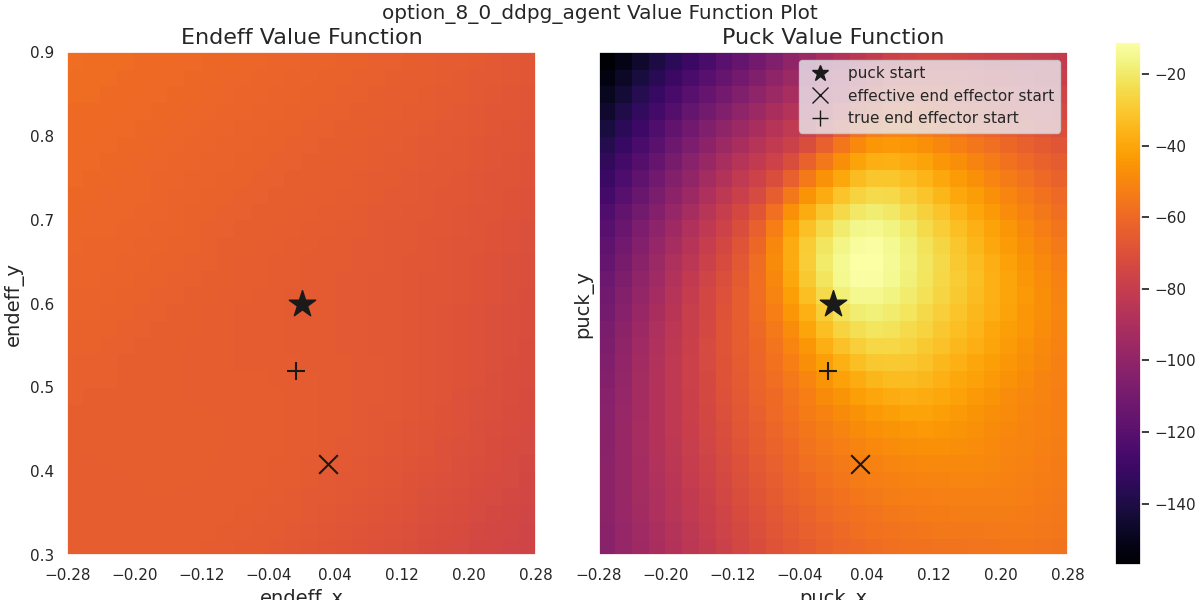 option_8_0_ddpg_agent Value Function Plot
Endeff Value Function
Puck Value Function
puck start
effective end effector start
true end effector start
endeff_y
0.9
0.8
0.7
0.6
0.5
0.4
0.3
−0.28 −0.20 −0.12 −0.04 0.04 0.12 0.20 0.28
endeff_x
puck_y
−0.28 −0.20 −0.12 −0.04 0.04 0.12 0.20 0.28
puck_x
−20
−40
−60
−80
−100
−120
−140